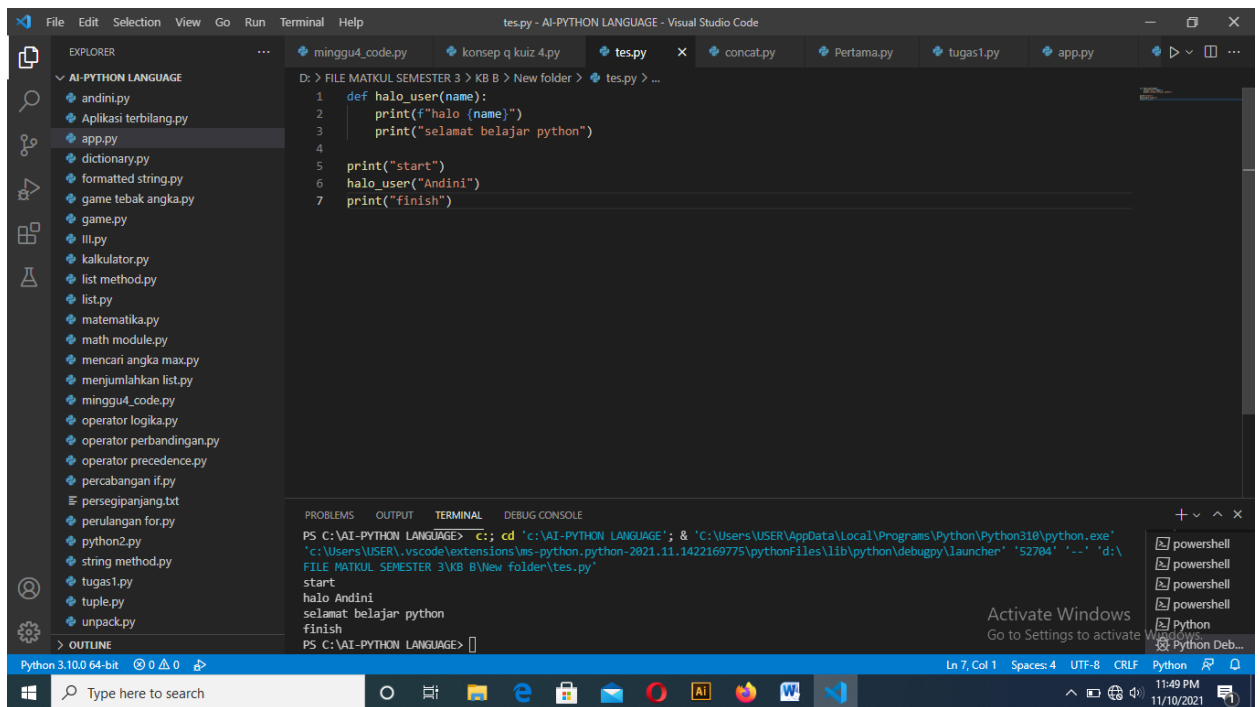 File Edit Selection View Go Run Terminal Help
tes.py - AI-PYTHON LANGUAGE - Visual Studio Code
EXPLORER
AI-PYTHON LANGUAGE
andini.py
Aplikasi terbilang.py
app.py
dictionary.py
formatted string.py
game tebak angka.py
game.py
III.py
kalkulator.py
list method.py
list.py
matematika.py
math module.py
mencari angka max.py
menjumlahkan list.py
minggu4_code.py
operator logika.py
operator perbandingan.py
operator precedence.py
percabangan if.py
persegipanjang.txt
perulangan for.py
python2.py
string method.py
tugas1.py
tuple.py
unpack.py
OUTLINE
minggu4_code.py konsep q kuiz 4.py tes.py concat.py Pertama.py tugas1.py app.py
D: > FILE MATKUL SEMESTER 3 > KB B > New folder > tes.py > ...
1 def halo_user(name):
2     print(f"halo {name}")
3     print("selamat belajar python")
4
5 print("start")
6 halo_user("Andini")
7 print("finish")
PROBLEMS OUTPUT TERMINAL DEBUG CONSOLE
PS C:\AI-PYTHON LANGUAGE> c:; cd 'c:\AI-PYTHON LANGUAGE'; & 'C:\Users\USER\AppData\Local\Programs\Python\Python310\python.exe'
'c:\Users\USER\.vscode\extensions\ms-python.python-2021.11.1422169775\pythonFiles\lib\python\debugpy\launcher' '52704' '--' 'd:\
FILE MATKUL SEMESTER 3\KB B\New folder\tes.py'
start
halo Andini
selamat belajar python
finish
PS C:\AI-PYTHON LANGUAGE>
powershell
powershell
powershell
powershell
Python
Python Deb...
Activate Windows
Go to Settings to activate Windows.
Python 3.10.0 64-bit 0 0
Ln 7, Col 1 Spaces: 4 UTF-8 CRLF Python
Type here to search
Ai
W
11:49 PM
11/10/2021
1